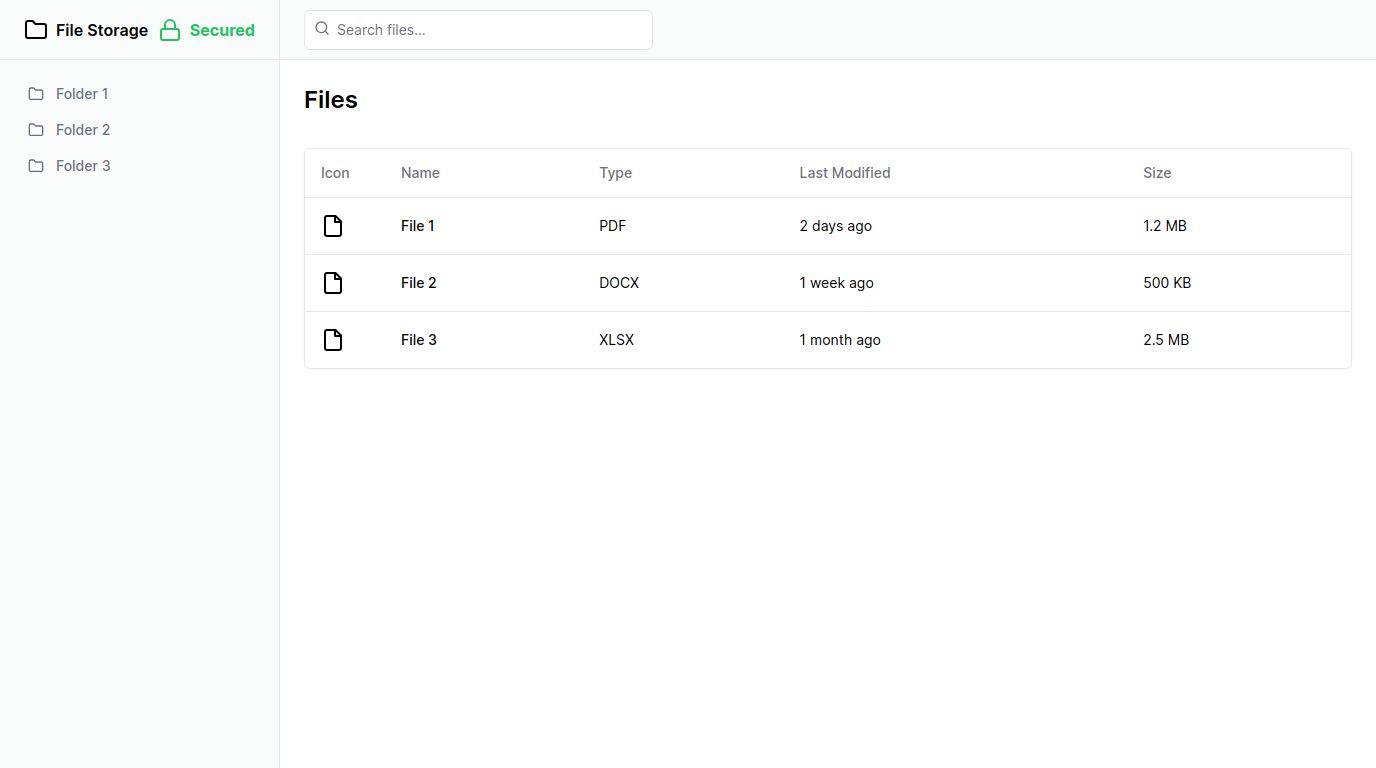 File Storage Secured
Search files...
Folder 1
Folder 2
Folder 3
Files
Icon Name Type Last Modified Size
File 1 PDF 2 days ago 1.2 MB
File 2 DOCX 1 week ago 500 KB
File 3 XLSX 1 month ago 2.5 MB